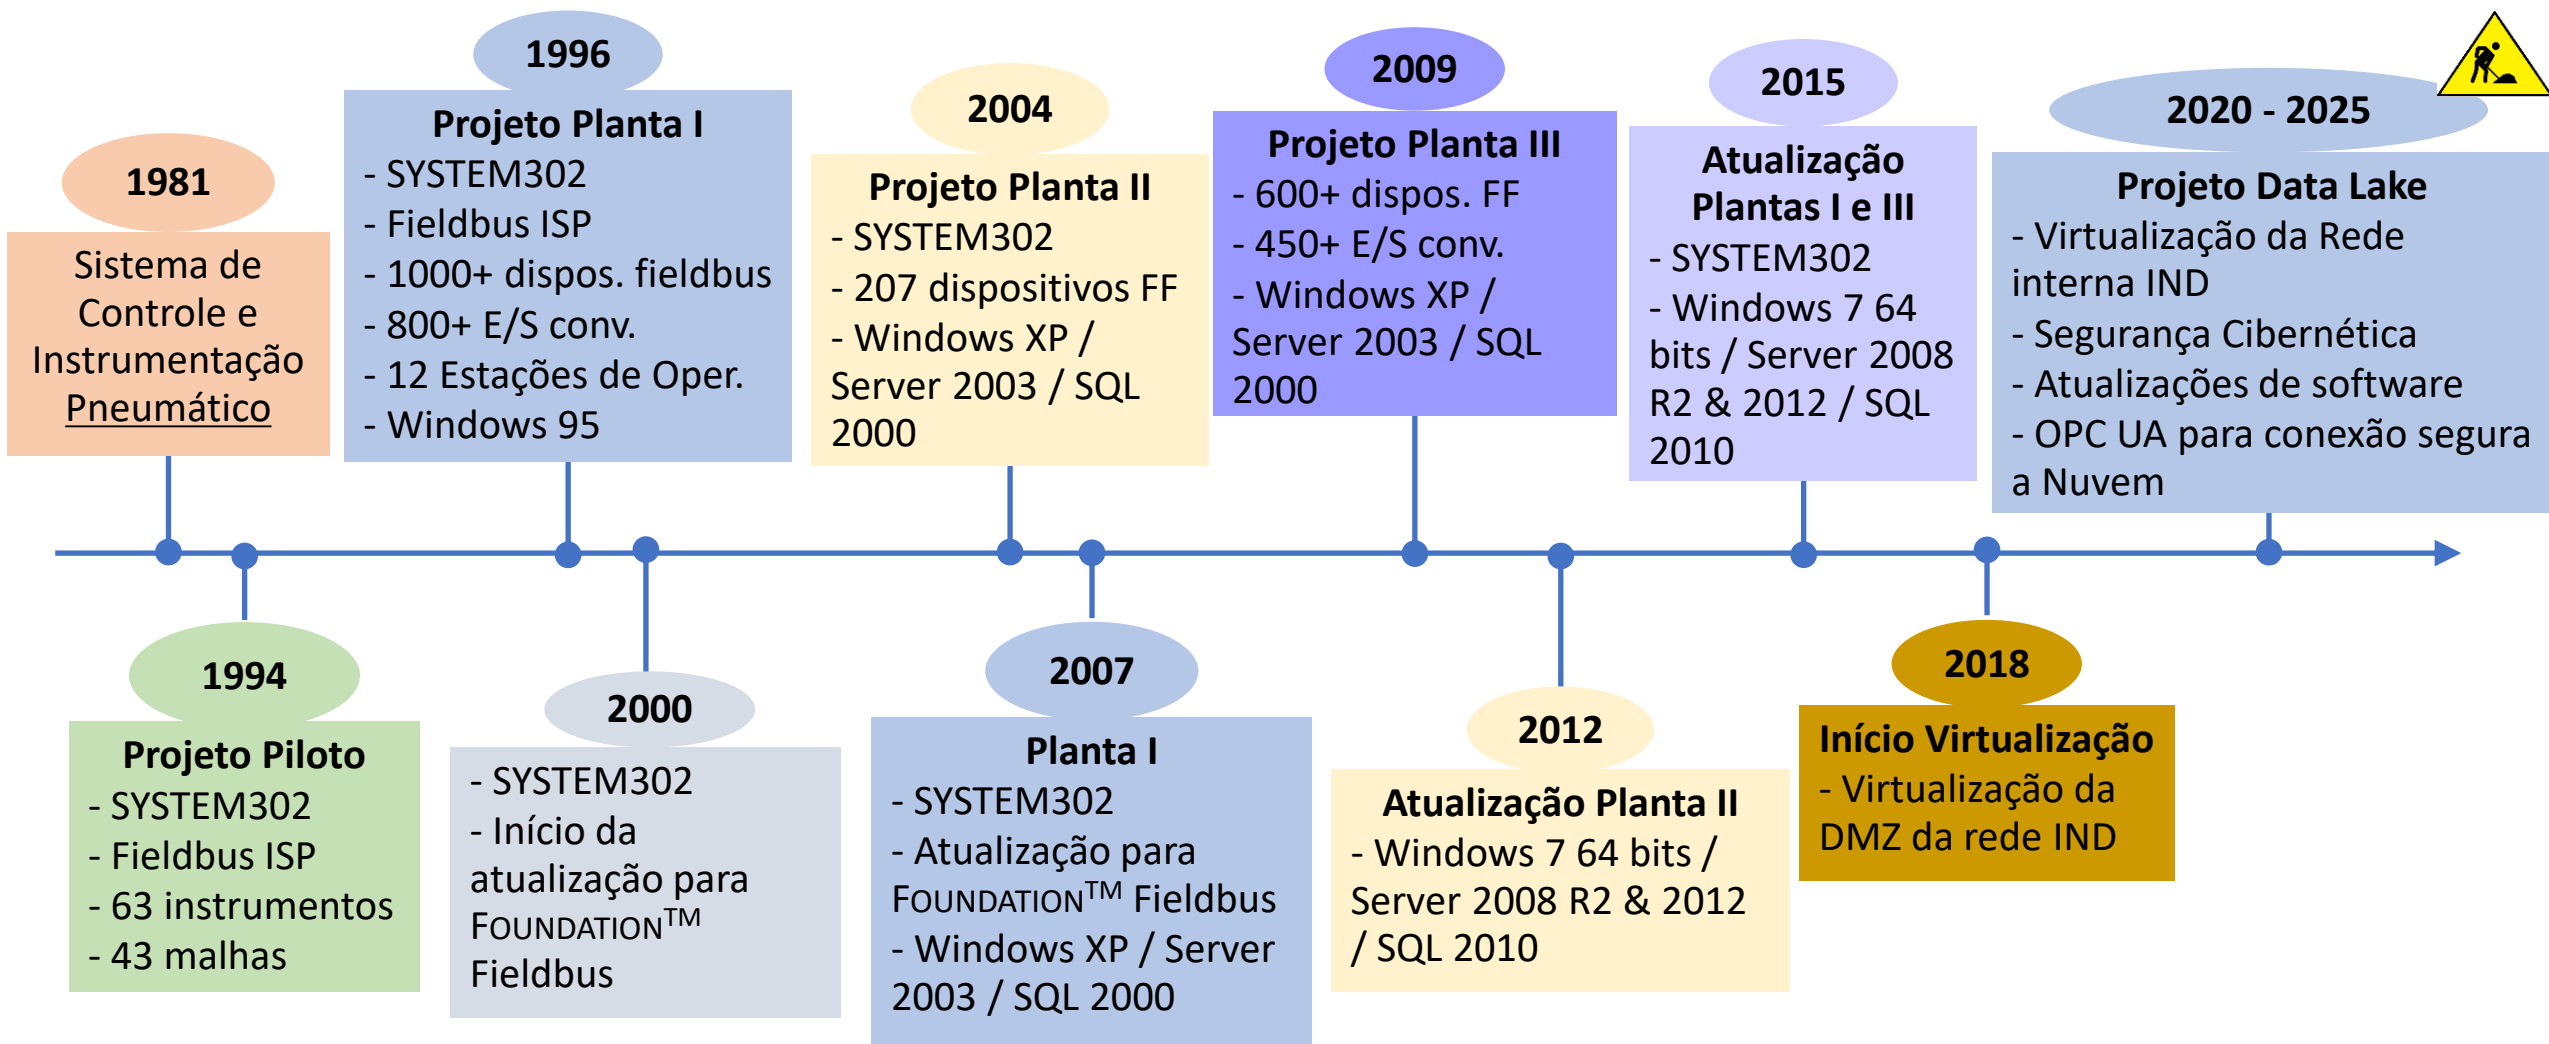 1981
Sistema de
Controle e
Instrumentação
Pneumático
1994
Projeto Piloto
- SYSTEM302
- Fieldbus ISP
- 63 instrumentos
- 43 malhas
1996
Projeto Planta I
- SYSTEM302
- Fieldbus ISP
- 1000+ dispos. fieldbus
- 800+ E/S conv.
- 12 Estações de Oper.
- Windows 95
2000
- SYSTEM302
- Início da
atualização para
FOUNDATION™
Fieldbus
2004
Projeto Planta II
- SYSTEM302
- 207 dispositivos FF
- Windows XP /
Server 2003 / SQL
2000
2007
Planta I
- SYSTEM302
- Atualização para
FOUNDATION™ Fieldbus
- Windows XP / Server
2003 / SQL 2000
2009
Projeto Planta III
- 600+ dispos. FF
- 450+ E/S conv.
- Windows XP /
Server 2003 / SQL
2000
2012
Atualização Planta II
- Windows 7 64 bits /
Server 2008 R2 & 2012
/ SQL 2010
2015
Atualização
Plantas I e III
- SYSTEM302
- Windows 7 64
bits / Server 2008
R2 & 2012 / SQL
2010
2018
Início Virtualização
- Virtualização da
DMZ da rede IND
2020 - 2025
Projeto Data Lake
- Virtualização da Rede
interna IND
- Segurança Cibernética
- Atualizações de software
- OPC UA para conexão segura
a Nuvem